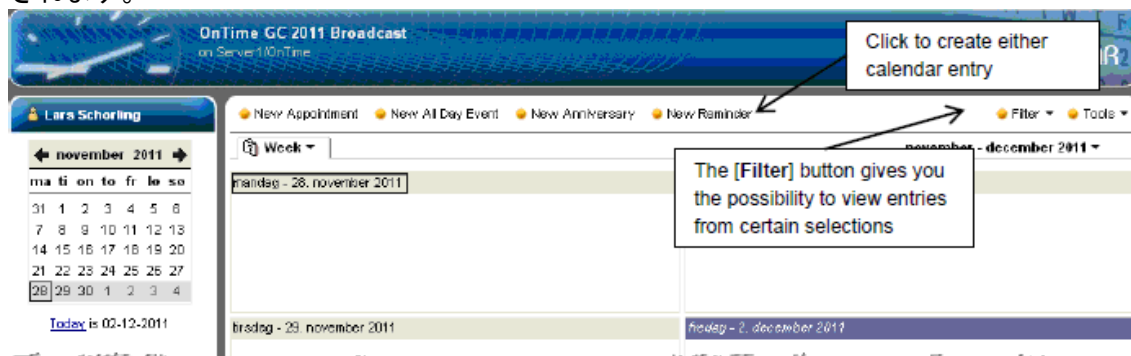 されます。
OnTime GC 2011 Broadcast
on Server1/OnTime
Click to create either
calendar entry
Lars Schorling
New Appointment New All Day Event New Anniversary New Reminder Filter Tools
november 2011
Week
november - december 2011
ma ti on to fr lø sø
31 1 2 3 4 5 6
7 8 9 10 11 12 13
14 15 16 17 18 19 20
21 22 23 24 25 26 27
28 29 30 1 2 3 4
Today is 02-12-2011
mandag - 28. november 2011
The [Filter] button gives you
the possibility to view entries
from certain selections
tirsdag - 29. november 2011
fredag - 2. december 2011